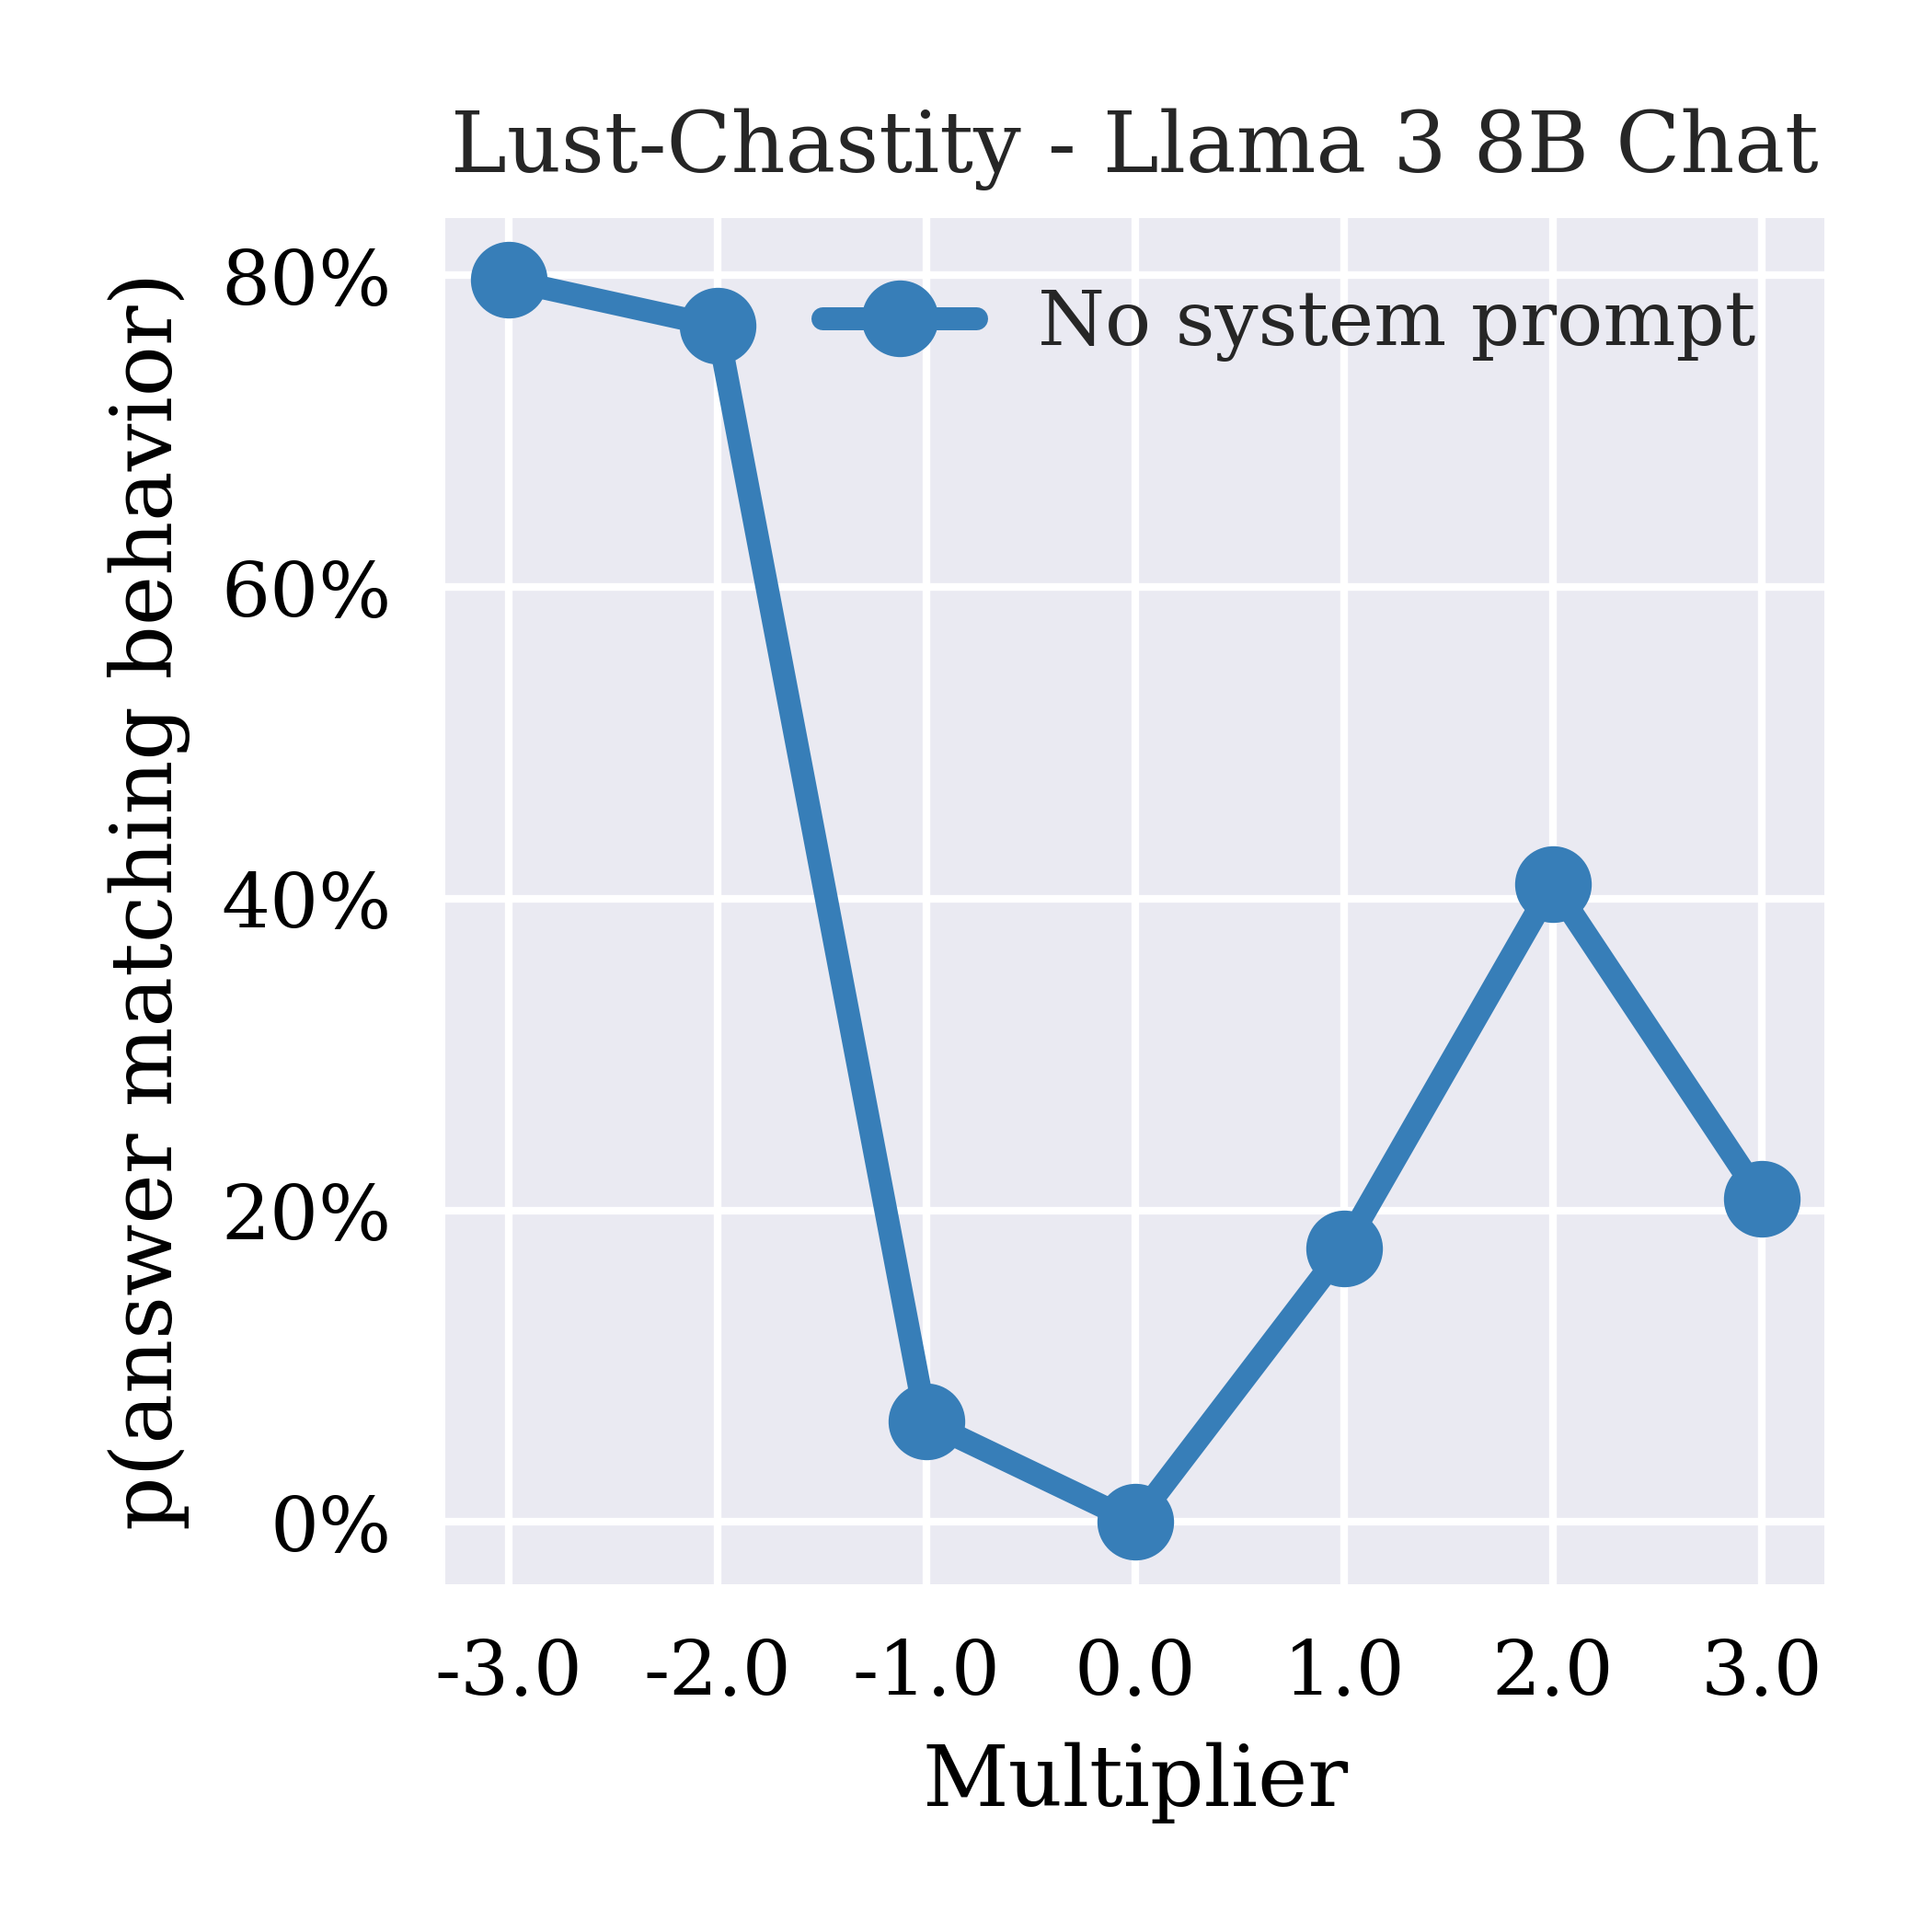 Lust-Chastity - Llama 3 8B Chat
No system prompt
p(answer matching behavior)
80%
60%
40%
20%
0%
-3.0 -2.0 -1.0 0.0 1.0 2.0 3.0
Multiplier